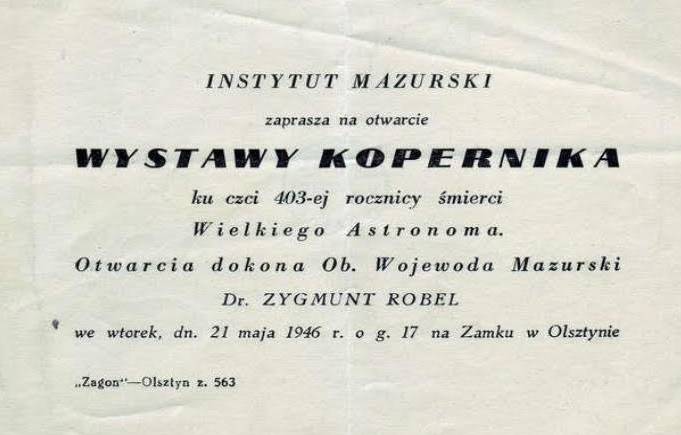 INSTYTUT MAZURSKI
zaprasza na otwarcie
WYSTAWY KOPERNIKA
ku czci 403-ej rocznicy śmierci
Wielkiego Astronoma.
Otwarcia dokona Ob. Wojewoda Mazurski
Dr. ZYGMUNT ROBEL
we wtorek, dn. 21 maja 1946 r. o g. 17 na Zamku w Olsztynie
„Zagon“—Olsztyn z. 563